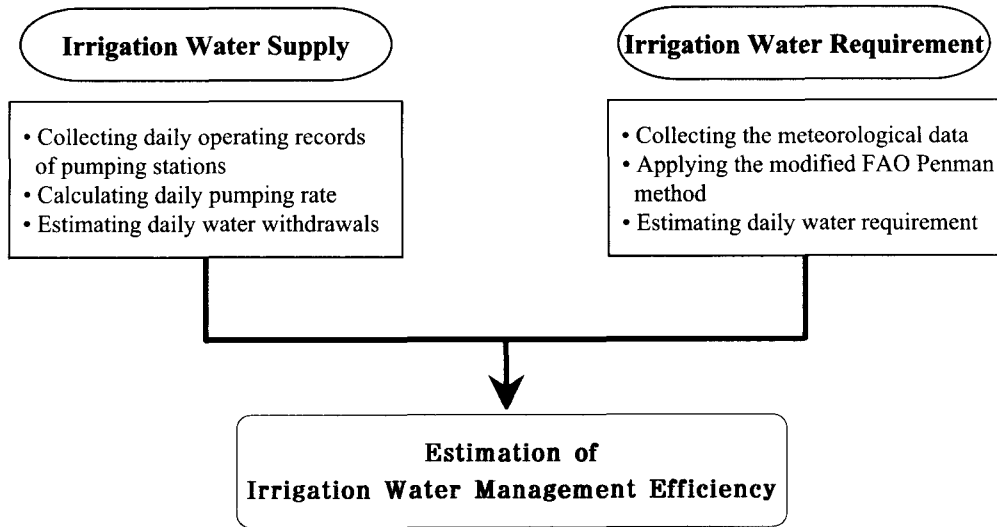 Irrigation Water Supply
• Collecting daily operating records
of pumping stations
• Calculating daily pumping rate
• Estimating daily water withdrawals
Irrigation Water Requirement
• Collecting the meteorological data
• Applying the modified FAO Penman
method
• Estimating daily water requirement
Estimation of
Irrigation Water Management Efficiency